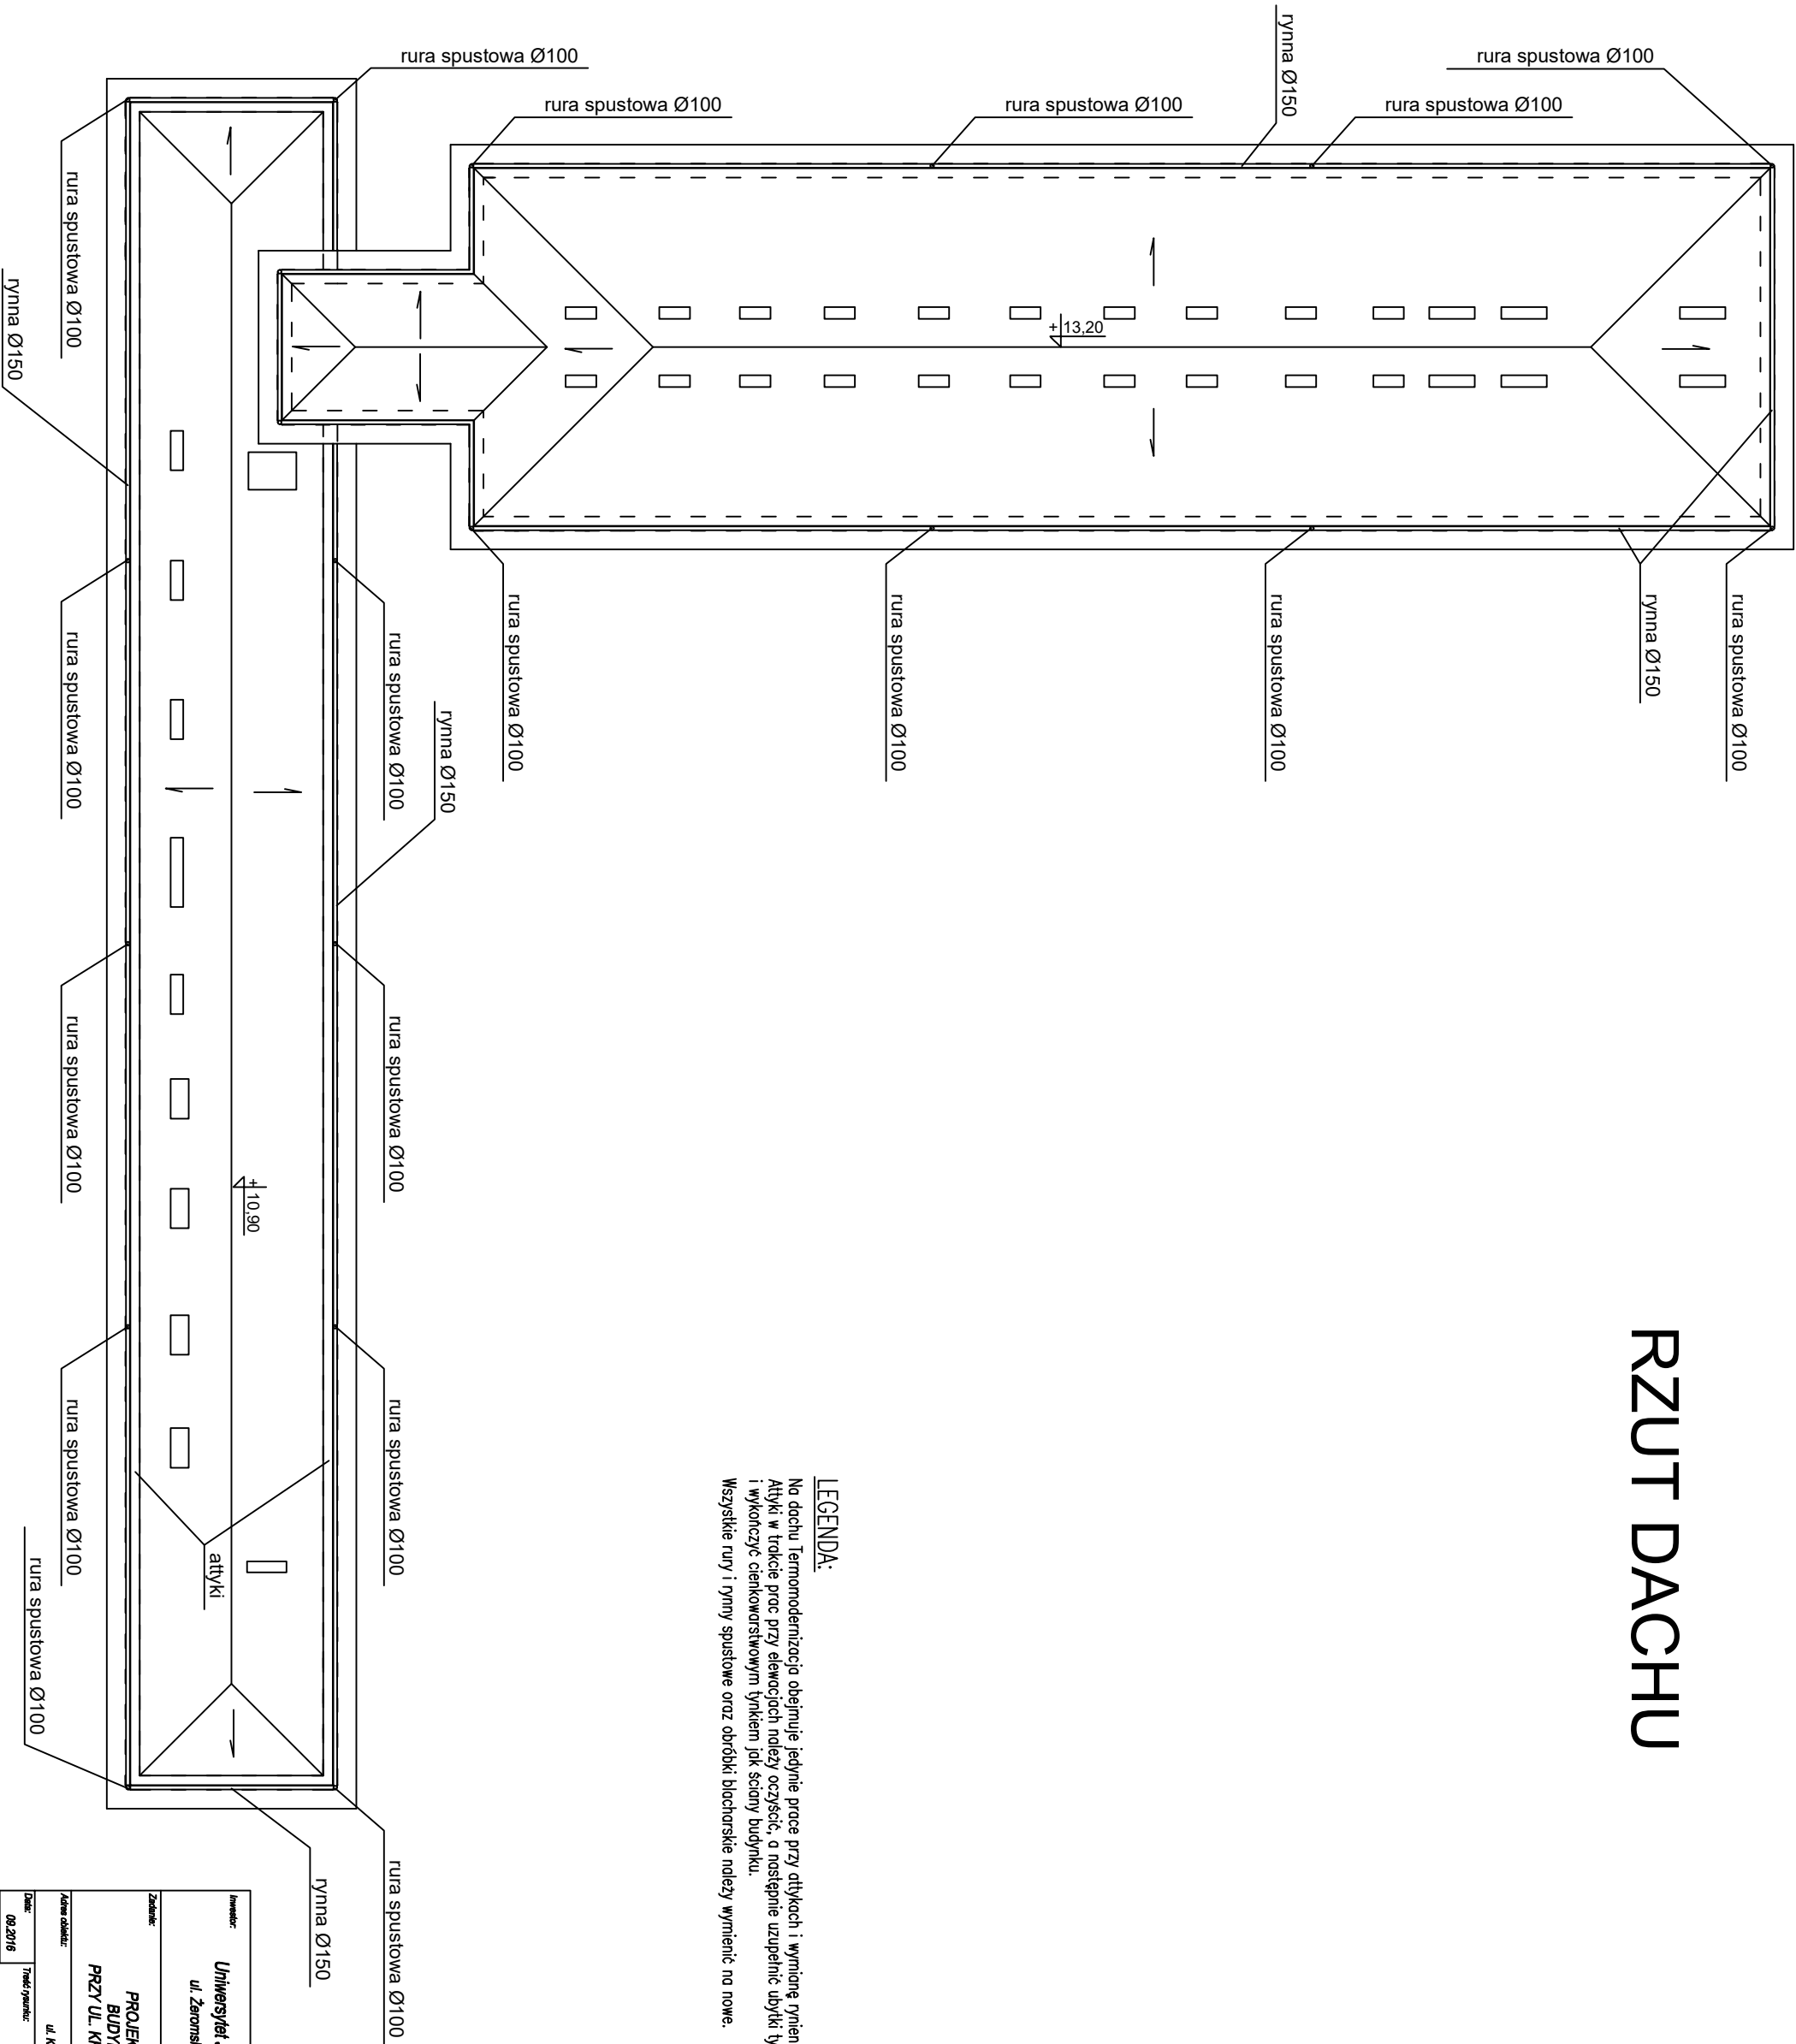 rura spustowa Ø100
rura spustowa Ø100
rura spustowa Ø100
rura spustowa Ø100
rynna Ø150
rura spustowa Ø100
rura spustowa Ø100
rura spustowa Ø100
rynna Ø150
+13,20
rura spustowa Ø100
rura spustowa Ø100
rura spustowa Ø100
rynna Ø150
rura spustowa Ø100
rura spustowa Ø100
rura spustowa Ø100
rynna Ø150
rura spustowa Ø100
rura spustowa Ø100
+10,90
rura spustowa Ø100
rura spustowa Ø100
attyki
rura spustowa Ø100
rynna Ø150
rura spustowa Ø100
RZUT DACHU
LEGENDA:
Na dachu Termomodernizacja obejmuje jedynie prace przy attykach i wymianę rynien
Attyki w trakcie prac przy elewacjach należy oczyścić, a następnie uzupełnić ubytki
i wykończyć cienkowarstwowym tynkiem jak ściany budynku.
Wszystkie rury i rynny spustowe oraz obróbki blacharskie należy wymienić na nowe.
Inwestor:
Uniwersytet
ul.
Zadanie:
PRZY UL.
Adres obiektu:
ul.
Data:
09.2016
Treść rysunku: